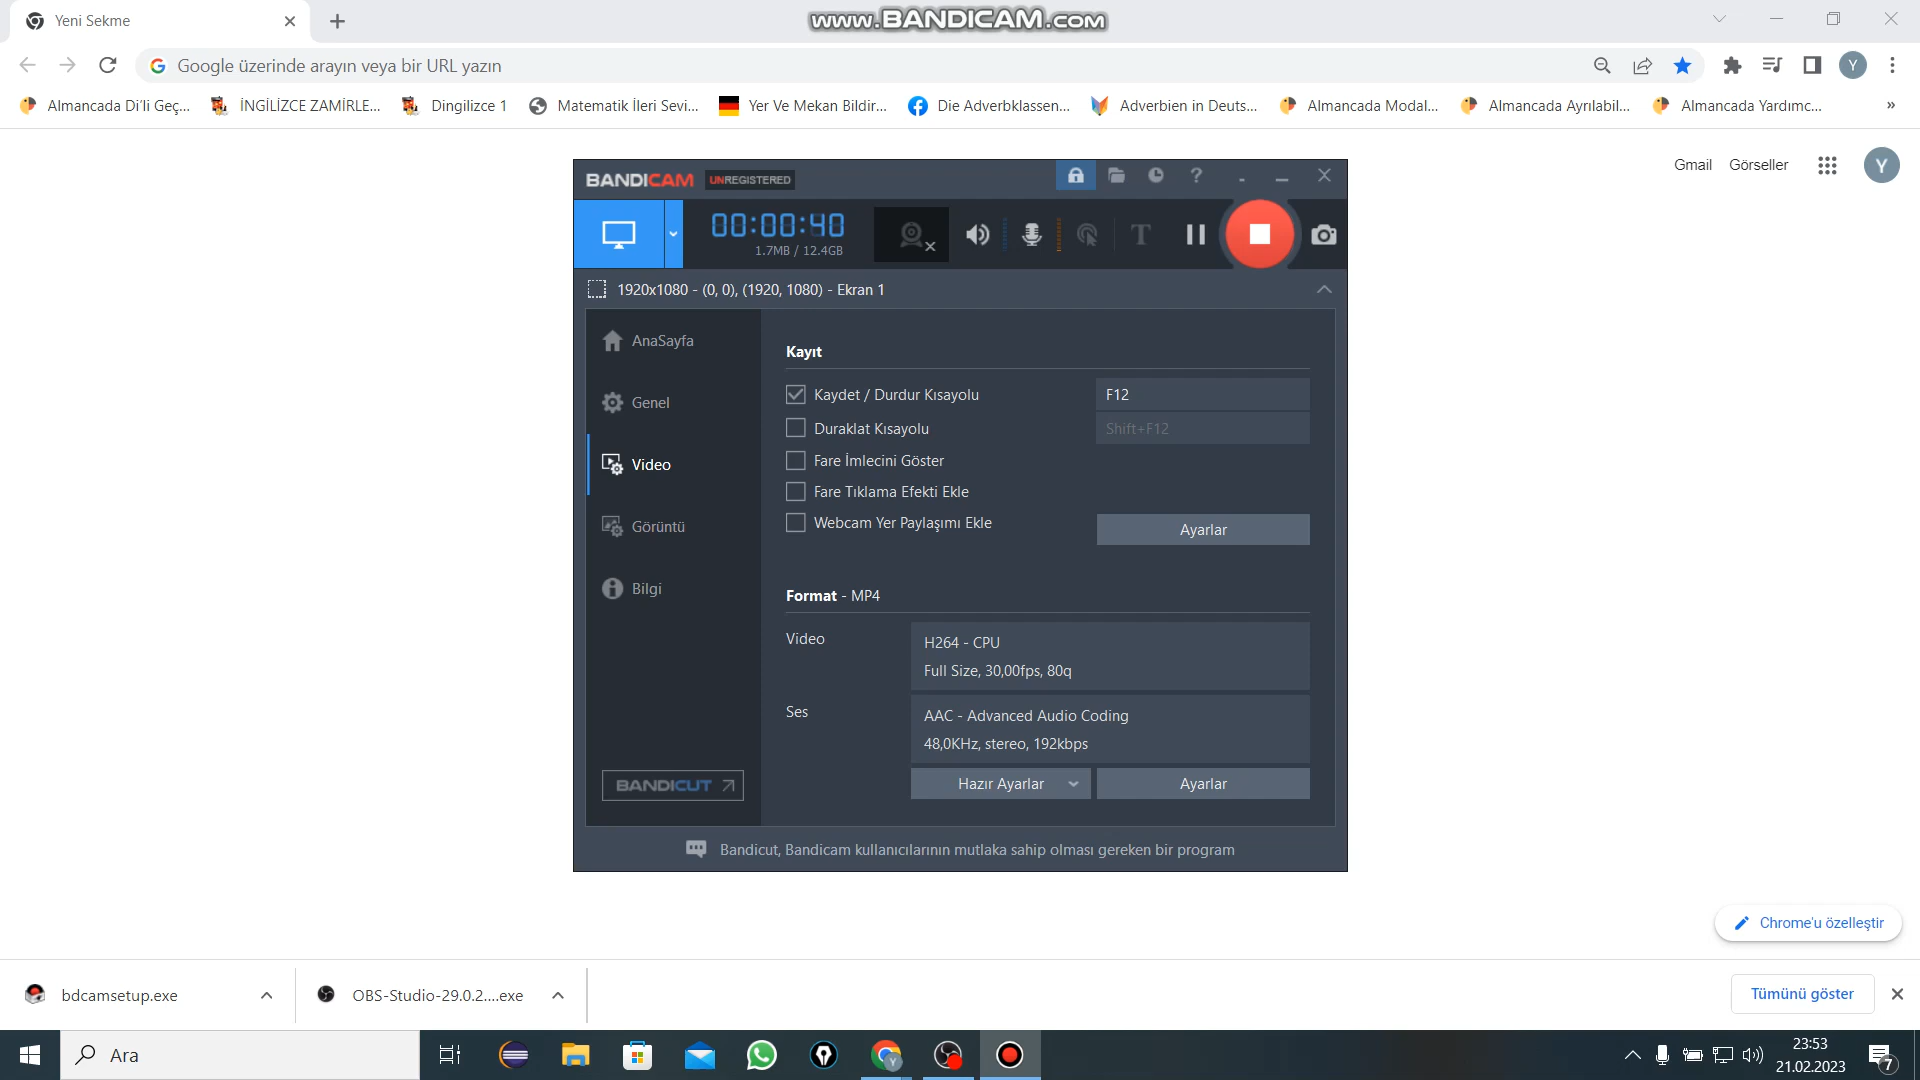 Yeni Sekme
www.BANDICAM.com
Google üzerinde arayın veya bir URL yazın
Y
Almancada Di'li Geç...
İNGİLİZCE ZAMİRLE...
Dingilizce 1
Matematik İleri Sevi...
Yer Ve Mekan Bildir...
Die Adverbklassen...
Adverbien in Deuts...
Almancada Modal...
Almancada Ayrılabil...
Almancada Yardımc...
»
Gmail
Görseller
Y
BANDICAM UNREGISTERED
00:00:40
1.7MB / 12.4GB
1920x1080 - (0, 0), (1920, 1080) - Ekran 1
AnaSayfa
Genel
Video
Görüntü
Bilgi
BANDICUT
Kayıt
Kaydet / Durdur Kısayolu
F12
Duraklat Kısayolu
Shift+F12
Fare İmlecini Göster
Fare Tıklama Efekti Ekle
Webcam Yer Paylaşımı Ekle
Ayarlar
Format - MP4
Video
H264 - CPU
Full Size, 30,00fps, 80q
Ses
AAC - Advanced Audio Coding
48,0KHz, stereo, 192kbps
Hazır Ayarlar
Ayarlar
Bandicut, Bandicam kullanıcılarının mutlaka sahip olması gereken bir program
Chrome'u özelleştir
bdcamsetup.exe
OBS-Studio-29.0.2....exe
Tümünü göster
Ara
23:53
21.02.2023
7